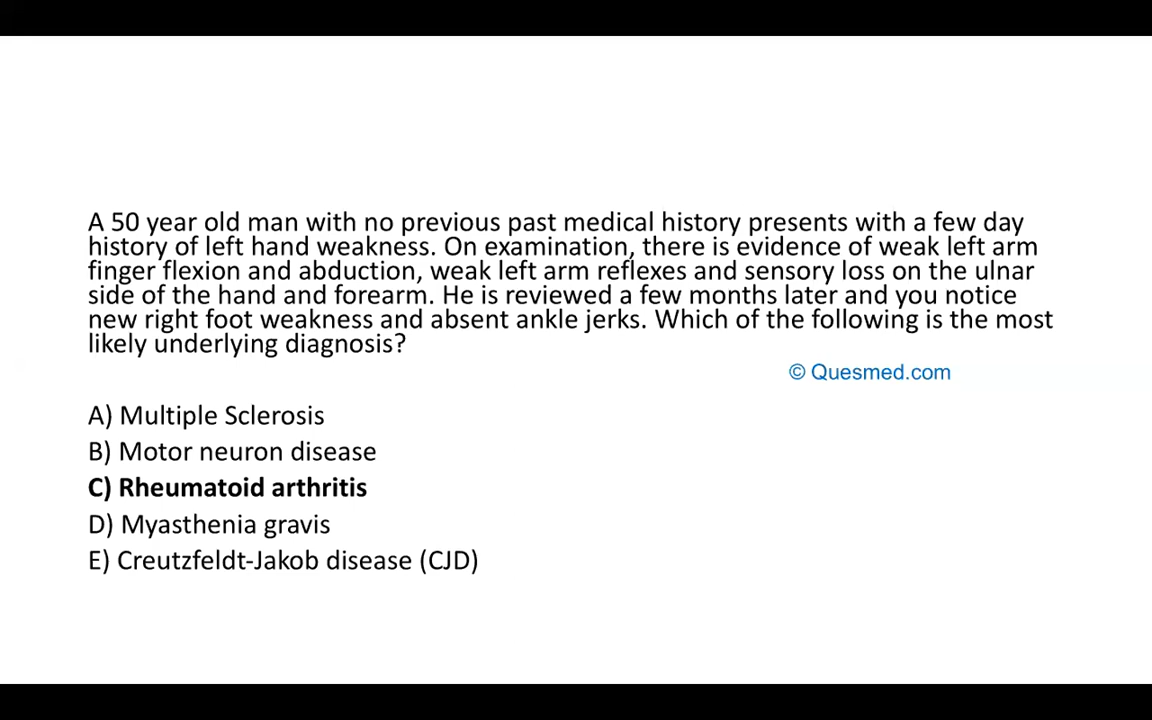 A 50 year old man with no previous past medical history presents with a few day
history of left hand weakness. On examination, there is evidence of weak left arm
finger flexion and abduction, weak left arm reflexes and sensory loss on the ulnar
side of the hand and forearm. He is reviewed a few months later and you notice
new right foot weakness and absent ankle jerks. Which of the following is the most
likely underlying diagnosis?
© Quesmed.com
A) Multiple Sclerosis
B) Motor neuron disease
C) Rheumatoid arthritis
D) Myasthenia gravis
E) Creutzfeldt-Jakob disease (CJD)